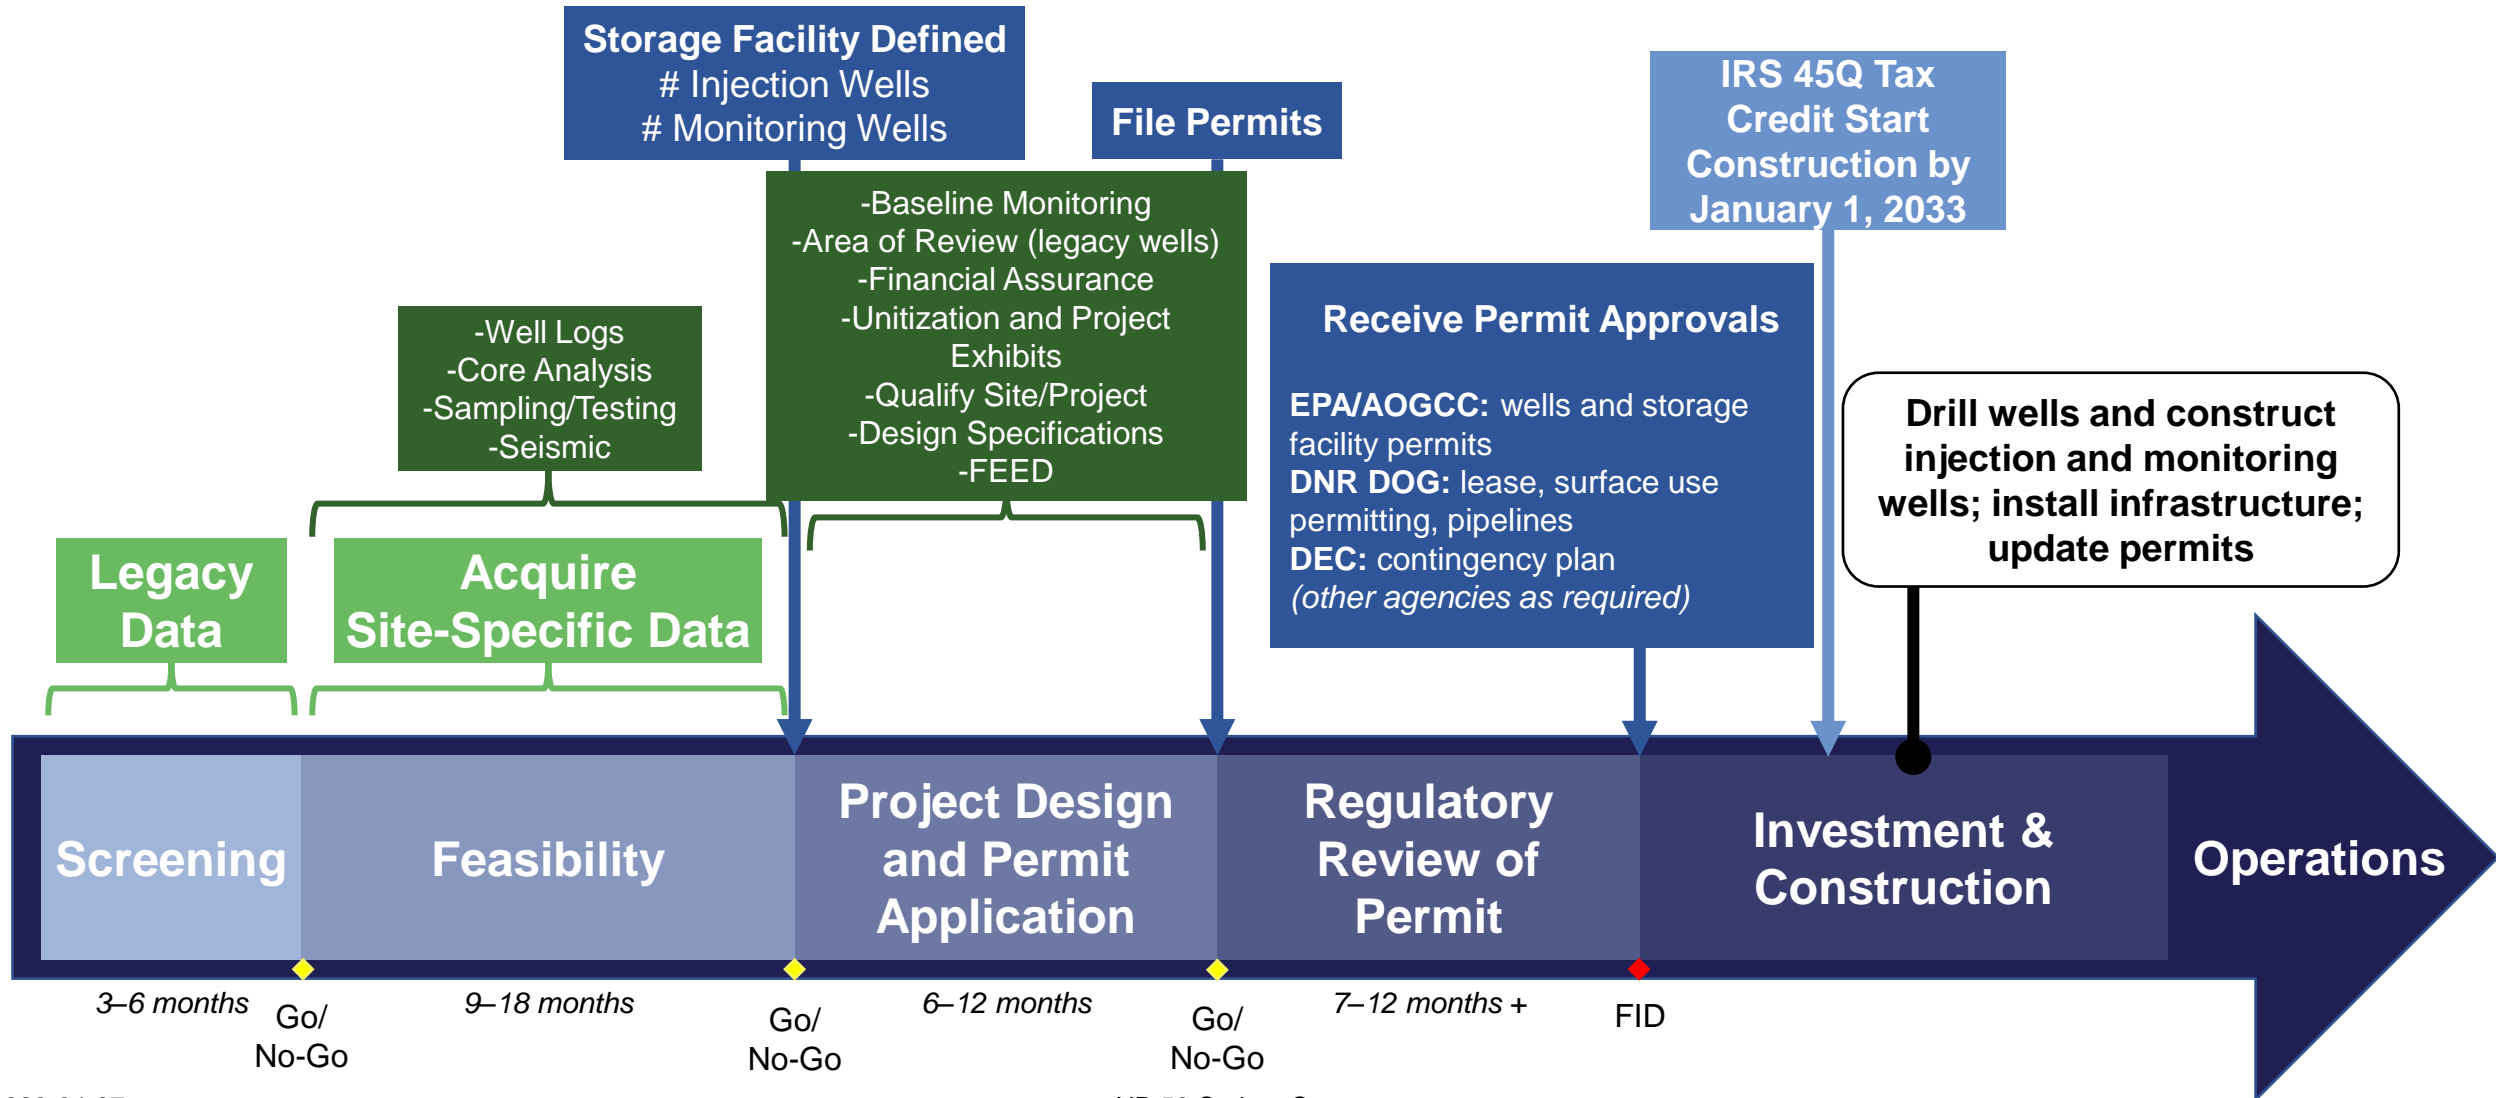 Storage Facility Defined
# Injection Wells
# Monitoring Wells
File Permits
IRS 45Q Tax
Credit Start
Construction by
January 1, 2033
-Baseline Monitoring
-Area of Review (legacy wells)
-Financial Assurance
-Unitization and Project
Exhibits
-Qualify Site/Project
-Design Specifications
-FEED
-Well Logs
-Core Analysis
-Sampling/Testing
-Seismic
Receive Permit Approvals
EPA/AOGCC: wells and storage
facility permits
DNR DOG: lease, surface use
permitting, pipelines
DEC: contingency plan
(other agencies as required)
Drill wells and construct
injection and monitoring
wells; install infrastructure;
update permits
Legacy
Data
Acquire
Site-Specific Data
Screening
Feasibility
Project Design
and Permit
Application
Regulatory
Review of
Permit
Investment &
Construction
Operations
3–6 months
Go/
No-Go
9–18 months
Go/
No-Go
6–12 months
Go/
No-Go
7–12 months +
FID